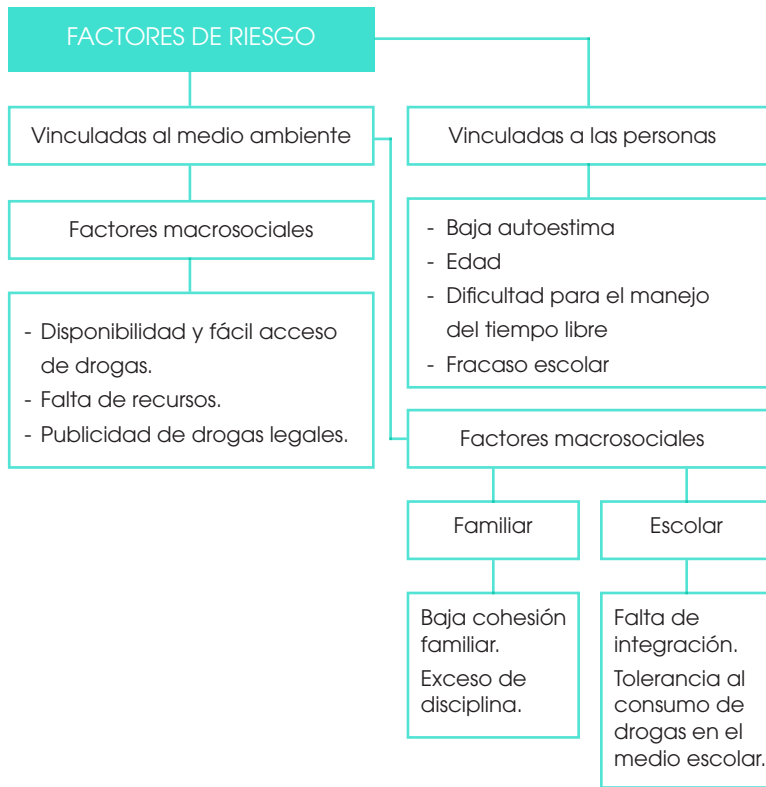 FACTORES DE RIESGO
Vinculadas al medio ambiente
Vinculadas a las personas
Factores macrosociales
- Disponibilidad y fácil acceso
de drogas.
- Falta de recursos.
- Publicidad de drogas legales.
- Baja autoestima
- Edad
- Dificultad para el manejo
del tiempo libre
- Fracaso escolar
Factores macrosociales
Familiar
Escolar
Baja cohesión
familiar.
Exceso de
disciplina.
Falta de
integración.
Tolerancia al
consumo de
drogas en el
medio escolar.